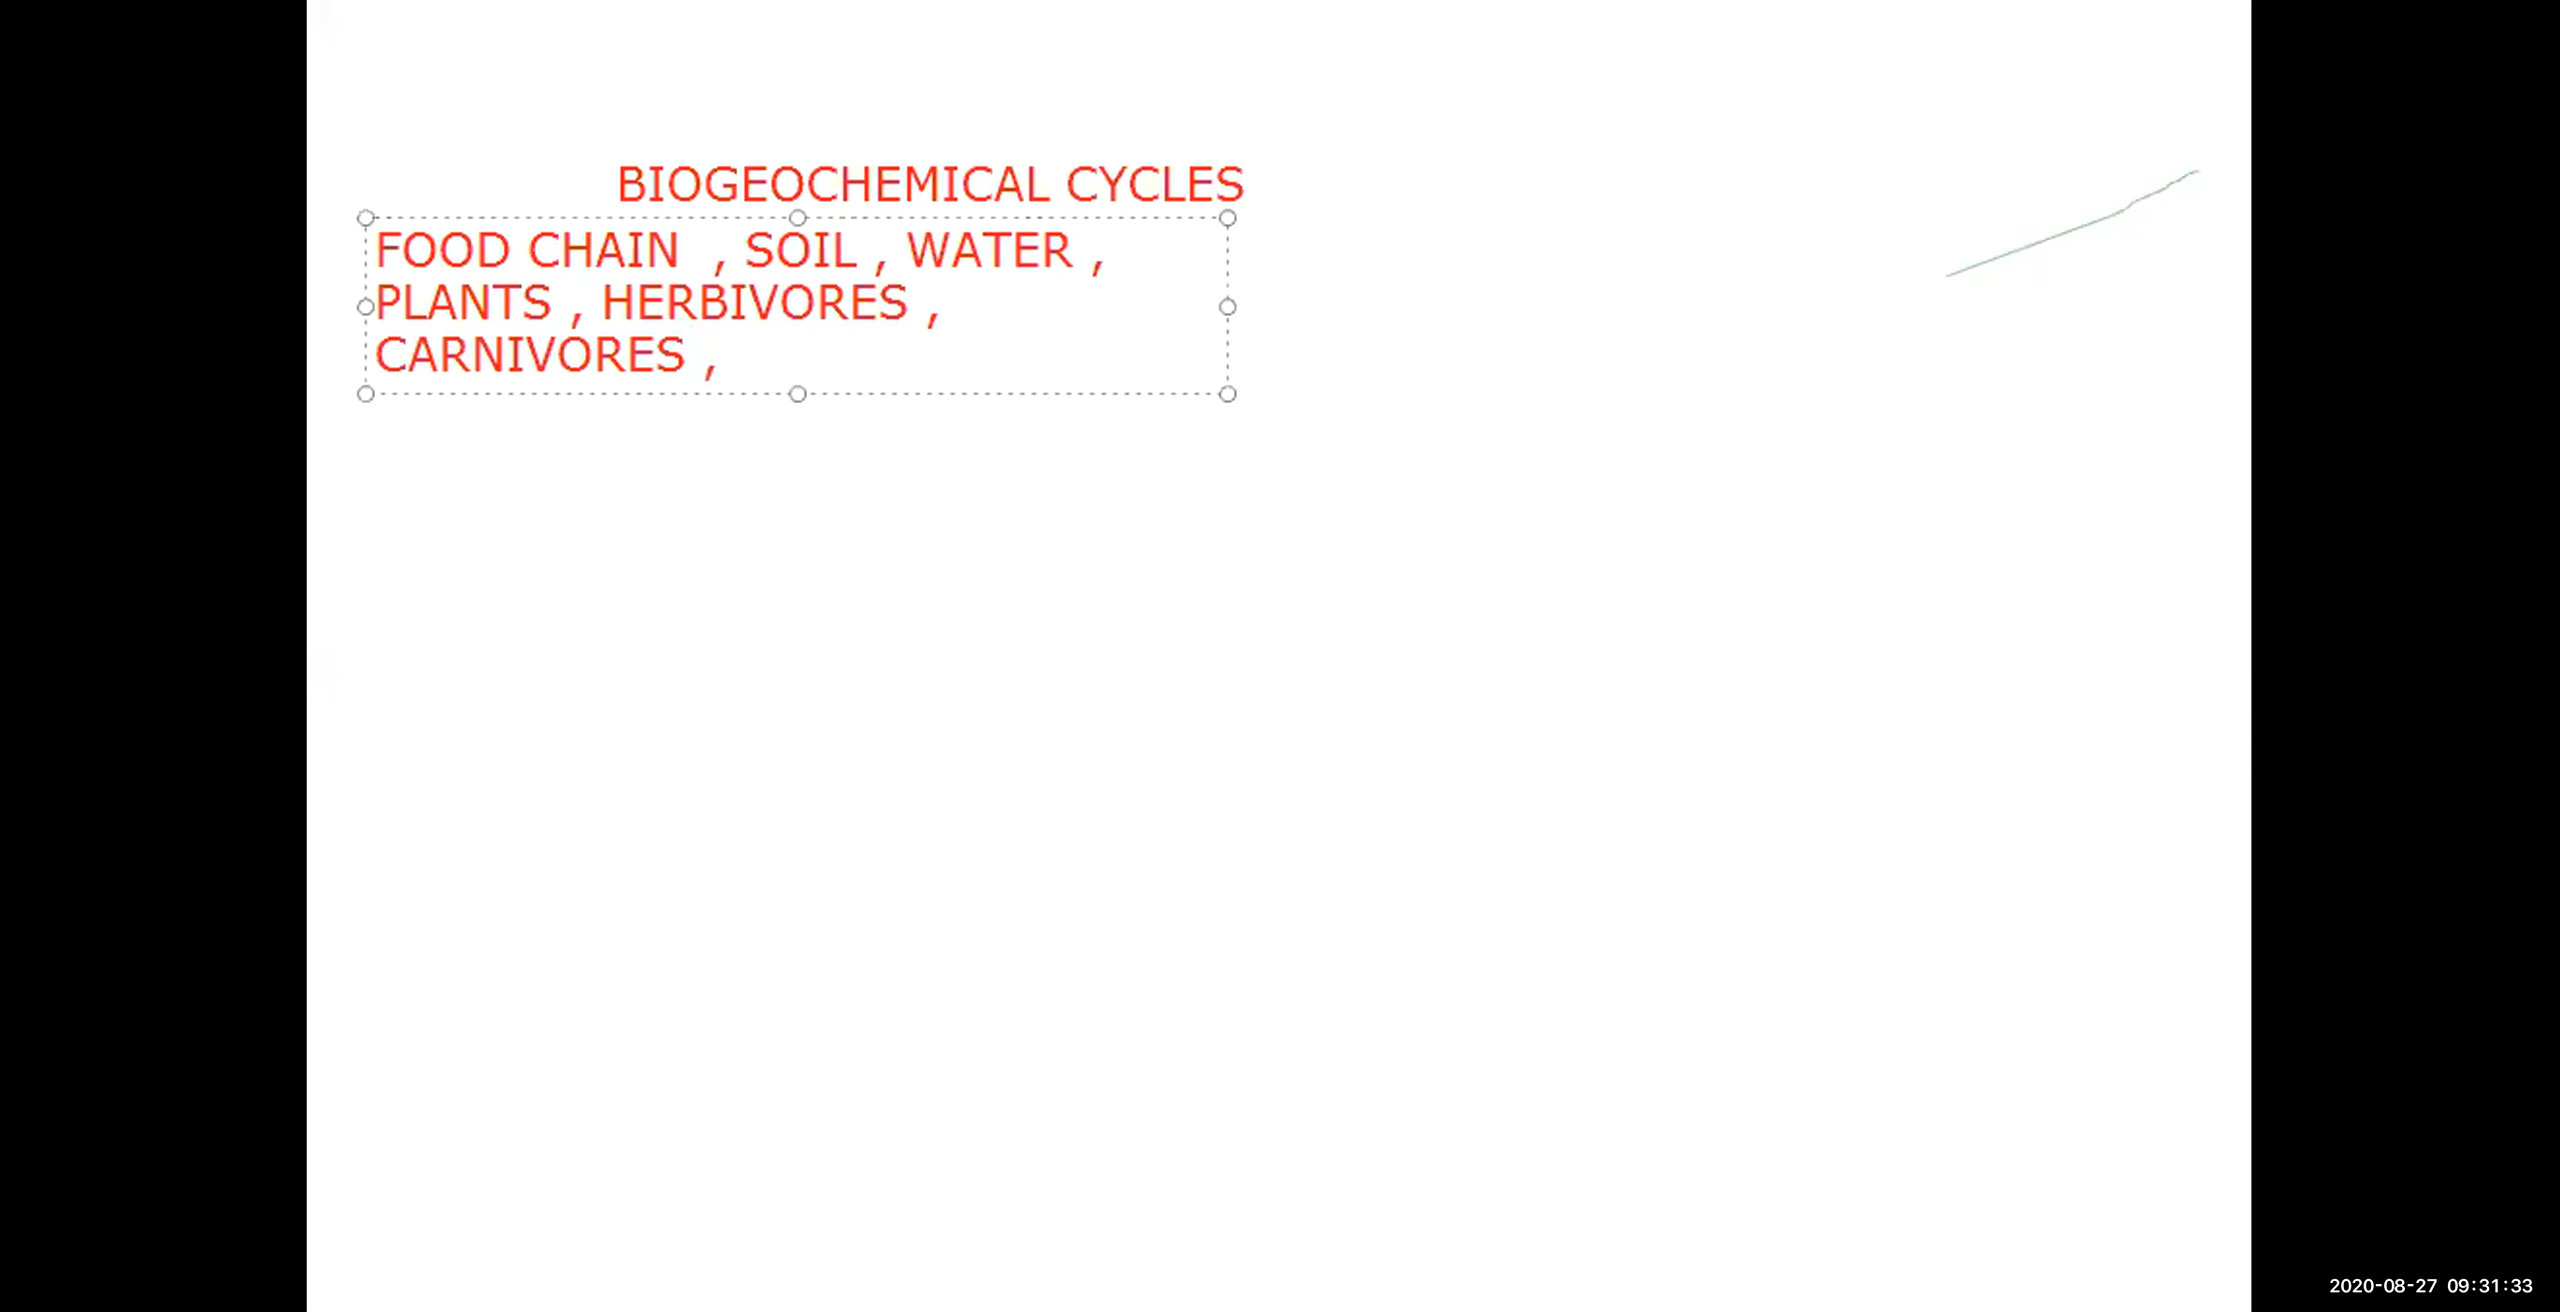 BIOGEOCHEMICAL CYCLES
FOOD CHAIN  , SOIL , WATER ,
PLANTS , HERBIVORES ,
CARNIVORES ,
2020-08-27 09:31:33